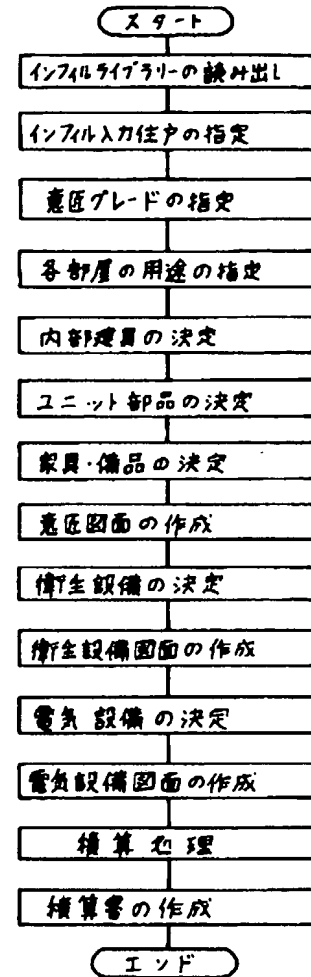 スタート
インフィルライブラリーの読み出し
インフィル入力住戸の指定
意匠グレードの指定
各部屋の用途の指定
内部建具の決定
ユニット部品の決定
家具・備品の決定
意匠図面の作成
衛生設備の決定
衛生設備図面の作成
電気設備の決定
電気設備図面の作成
積算処理
積算書の作成
エンド